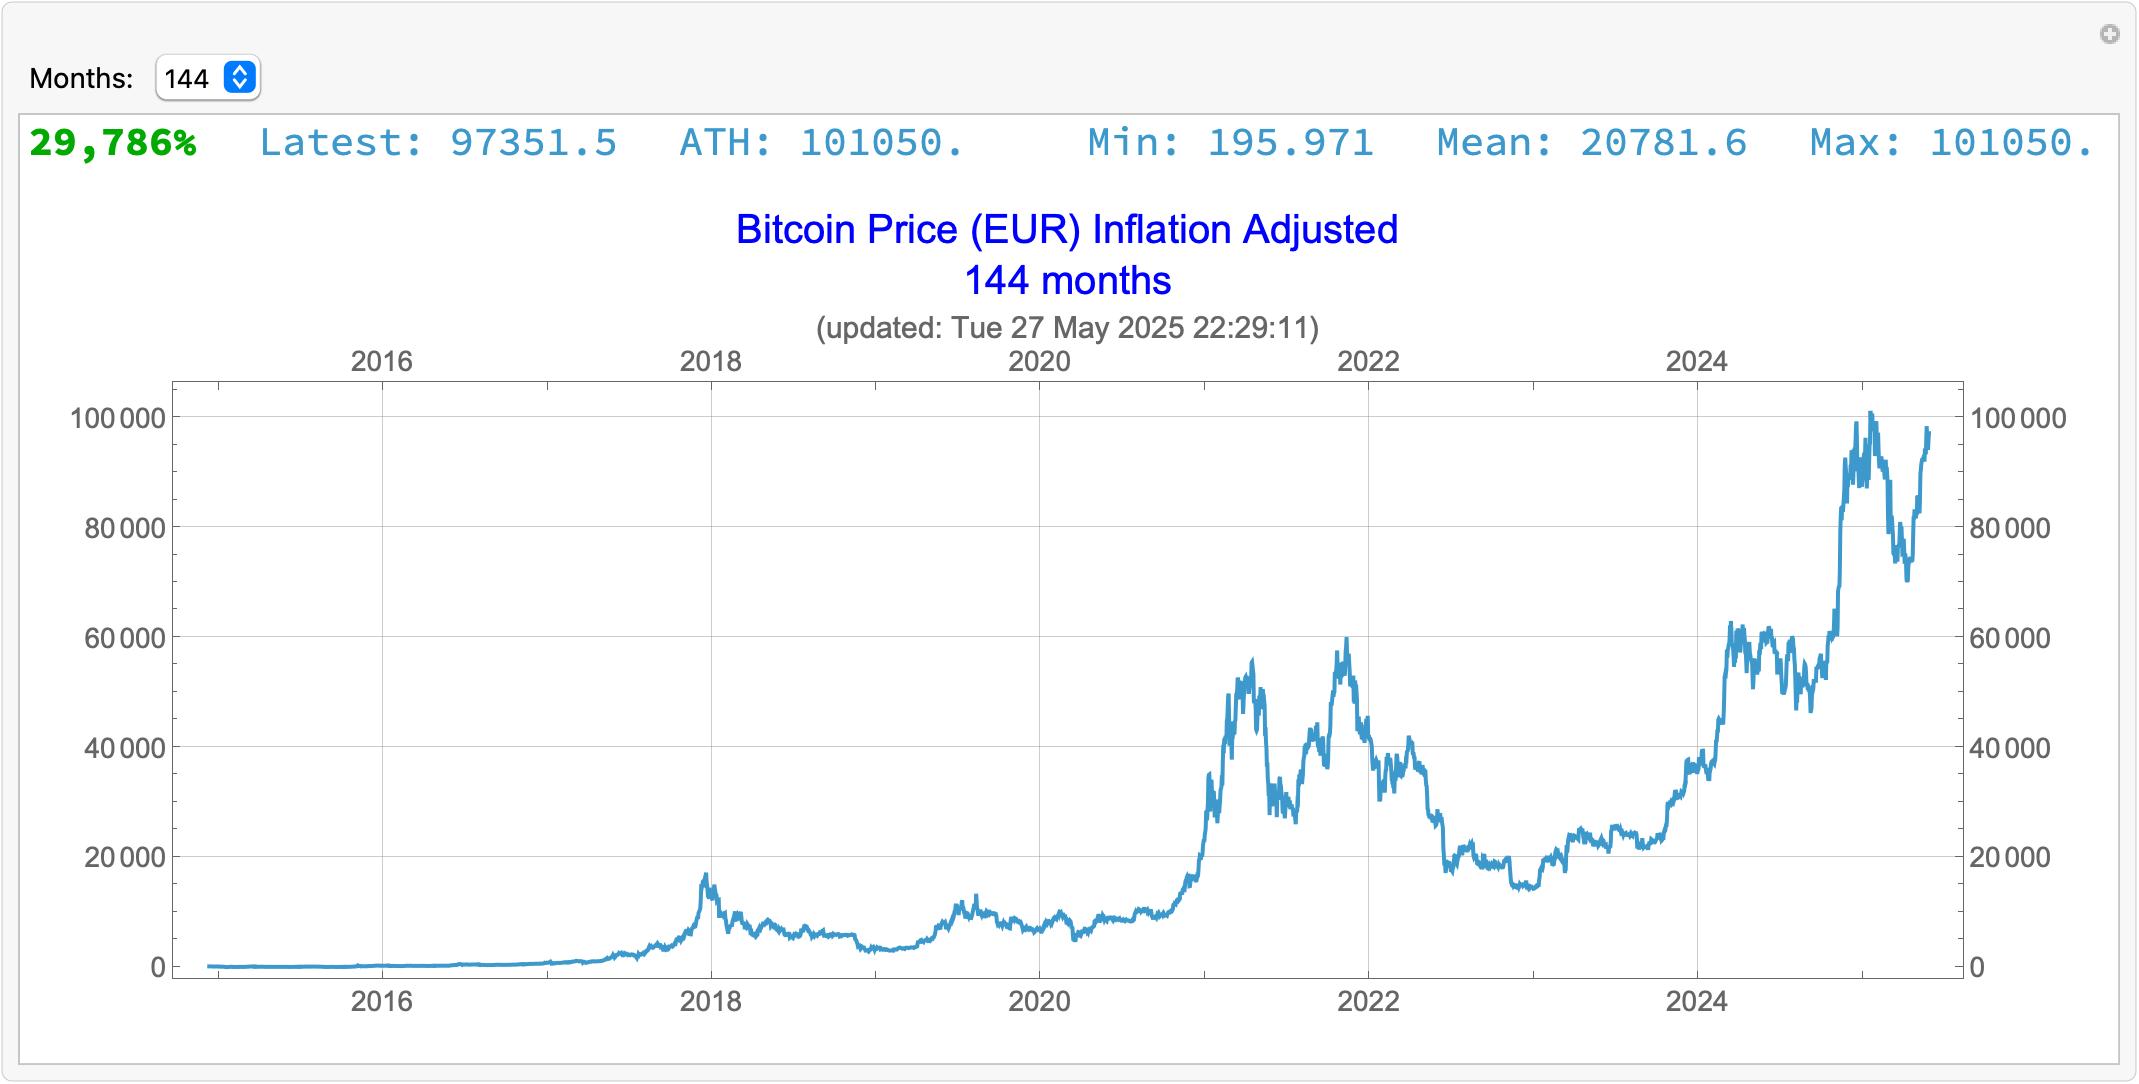 Months: 144
29,786% Latest: 97351.5 ATH: 101050. Min: 195.971 Mean: 20781.6 Max: 101050.
Bitcoin Price (EUR) Inflation Adjusted
144 months
(updated: Tue 27 May 2025 22:29:11)
2016 2018 2020 2022 2024
100 000 100 000
80 000 80 000
60 000 60 000
40 000 40 000
20 000 20 000
0 0
2016 2018 2020 2022 2024